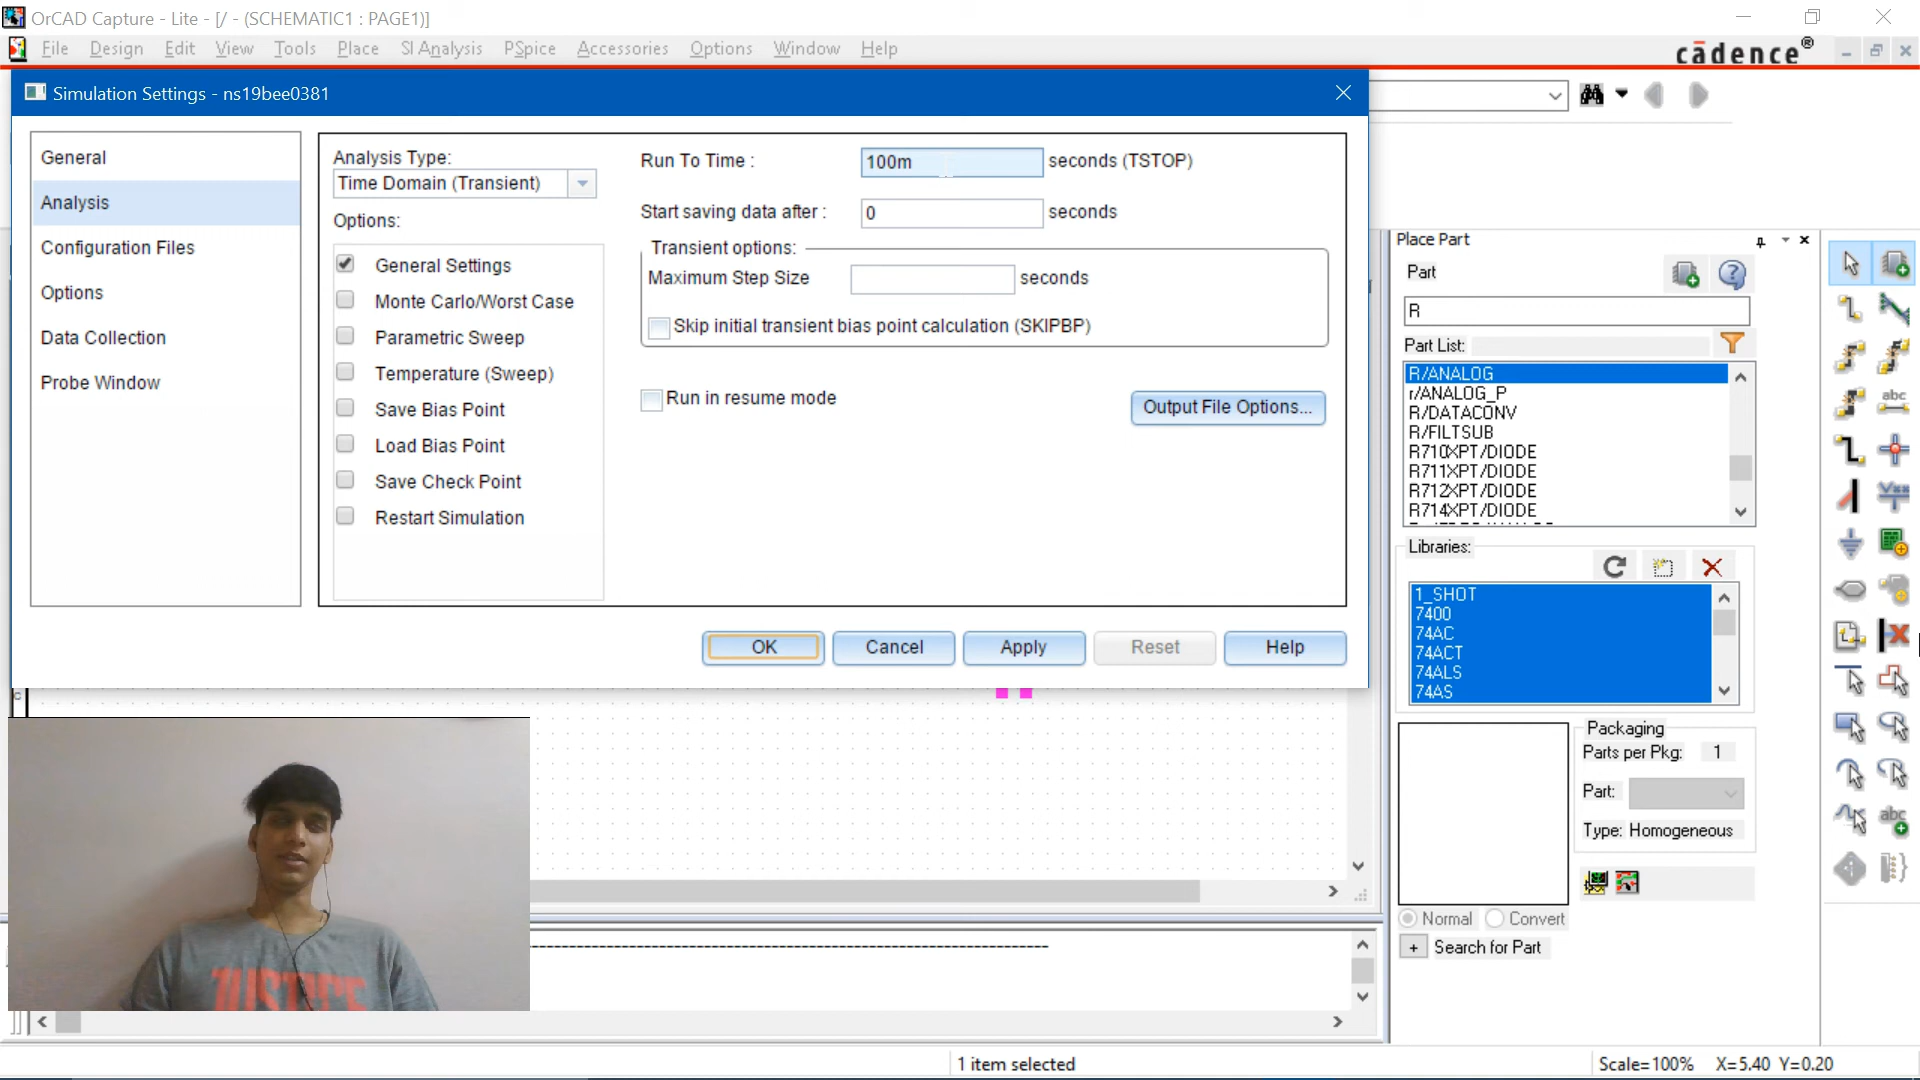 OrCAD Capture - Lite - [/ - (SCHEMATIC1 : PAGE1)]
File Design Edit View Tools Place SI Analysis PSpice Accessories Options Window Help
cādence®
Simulation Settings - ns19bee0381
General
Analysis
Configuration Files
Options
Data Collection
Probe Window
Analysis Type:
Time Domain (Transient)
Options:
General Settings
Monte Carlo/Worst Case
Parametric Sweep
Temperature (Sweep)
Save Bias Point
Load Bias Point
Save Check Point
Restart Simulation
Run To Time : 100m seconds (TSTOP)
Start saving data after : 0 seconds
Transient options:
Maximum Step Size seconds
Skip initial transient bias point calculation (SKIPBP)
Run in resume mode
Output File Options...
OK Cancel Apply Reset Help
Place Part
Part
R
Part List:
R/ANALOG
r/ANALOG_P
R/DATACONV
R/FILTSUB
R710XPT/DIODE
R711XPT/DIODE
R712XPT/DIODE
R714XPT/DIODE
Libraries:
1_SHOT
7400
74AC
74ACT
74ALS
74AS
Packaging
Parts per Pkg: 1
Part:
Type: Homogeneous
Normal Convert
+ Search for Part
abc
abc
C
JUSTICE
1 item selected
Scale=100% X=5.40 Y=0.20